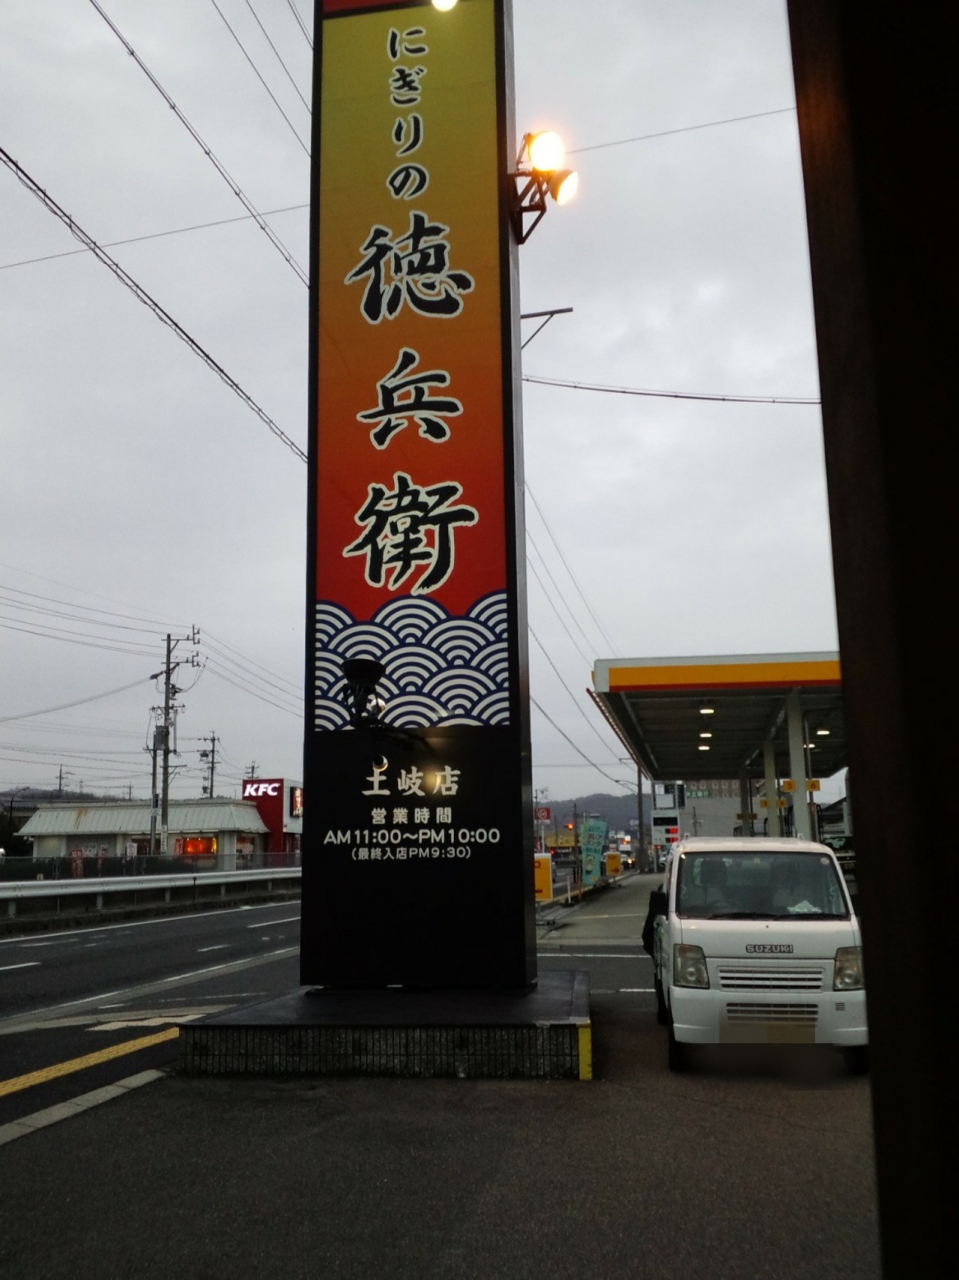 にぎりの
徳兵衛
土岐店
営業時間
AM11:00～PM10:00
(最終入店PM9:30)
KFC
SUZUKI